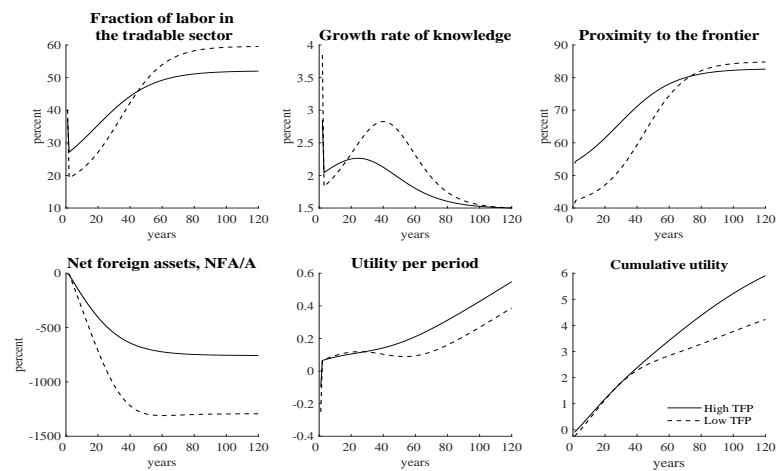 Fraction of labor in
the tradable sector
60
50
40
30
20
10
percent
0 20 40 60 80 100 120
years
Growth rate of knowledge
4
3.5
3
2.5
2
1.5
0 20 40 60 80 100 120
years
Proximity to the frontier
90
80
70
60
50
40
percent
0 20 40 60 80 100 120
years
Net foreign assets, NFA/A
0
-500
-1000
-1500
percent
0 20 40 60 80 100 120
years
Utility per period
0.6
0.4
0.2
0
-0.2
-0.4
0 20 40 60 80 100 120
years
Cumulative utility
6
5
4
3
2
1
0
High TFP
Low TFP
0 20 40 60 80 100 120
years